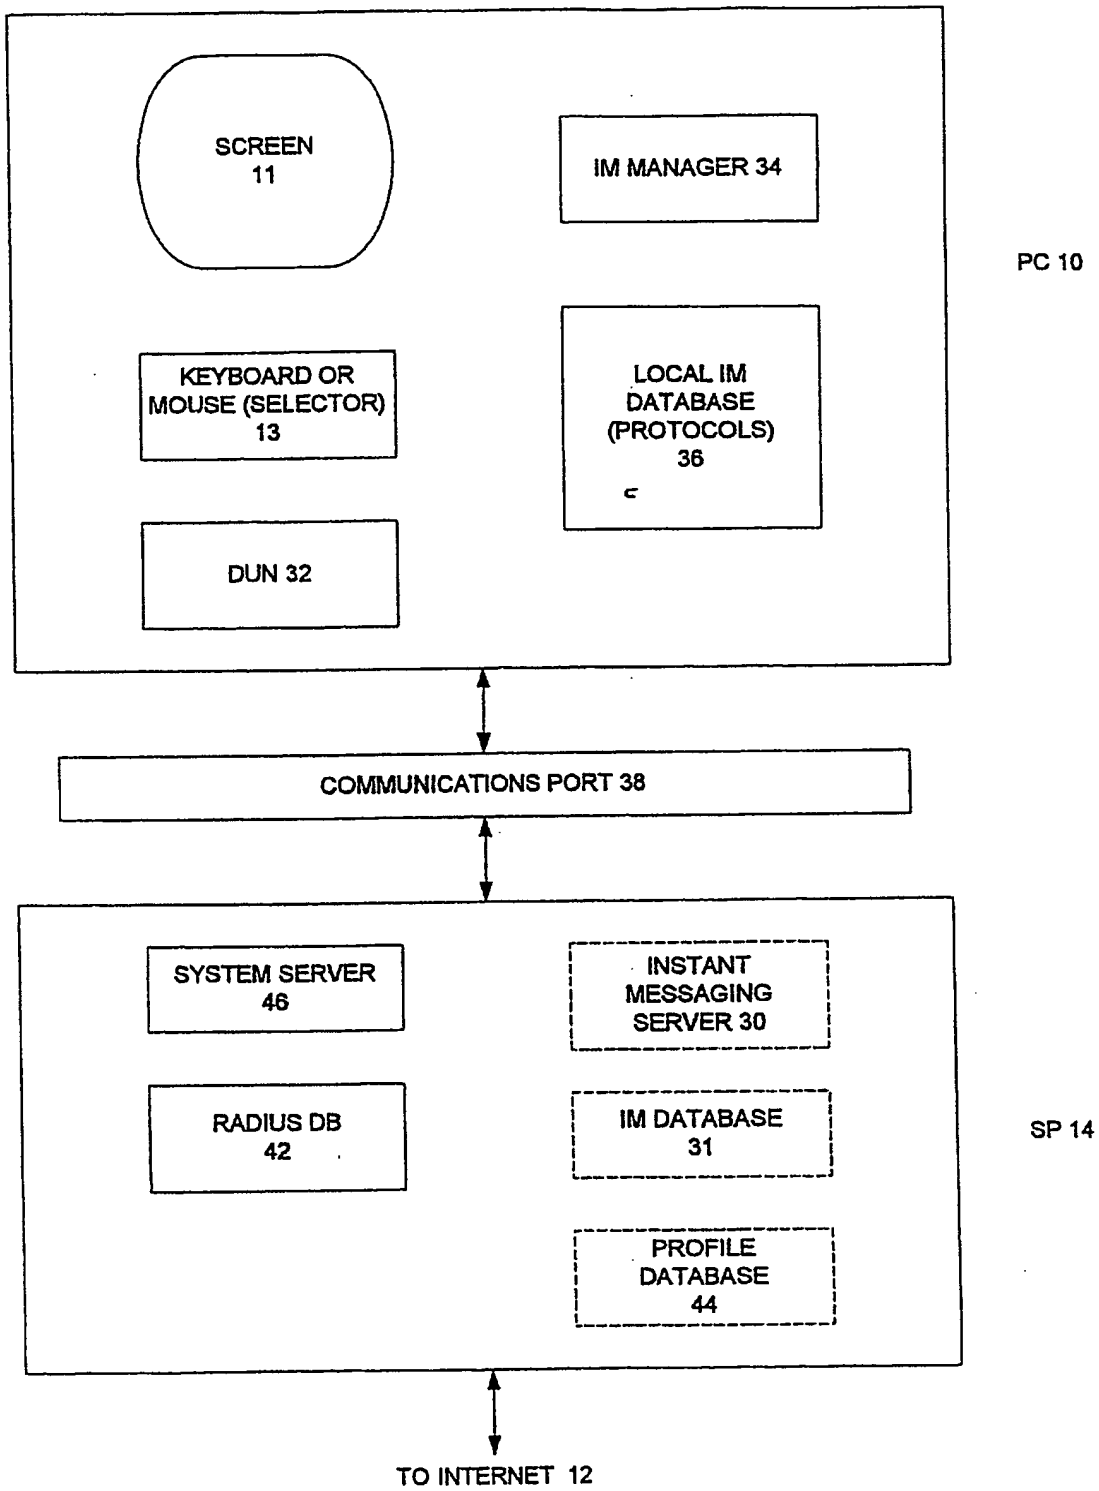 SCREEN
11
IM MANAGER 34
PC 10
KEYBOARD OR
MOUSE (SELECTOR)
13
LOCAL IM
DATABASE
(PROTOCOLS)
36
DUN 32
COMMUNICATIONS PORT 38
SYSTEM SERVER
46
INSTANT
MESSAGING
SERVER 30
RADIUS DB
42
IM DATABASE
31
SP 14
PROFILE
DATABASE
44
TO INTERNET 12